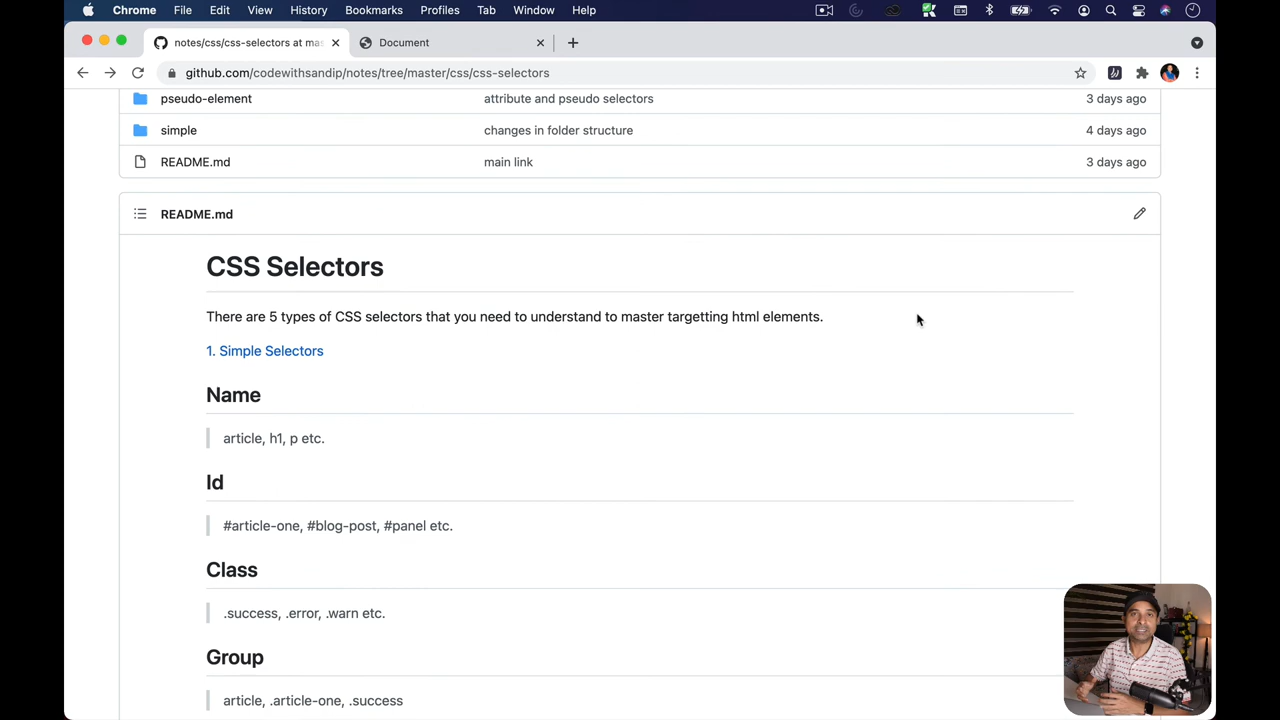 Chrome File Edit View History Bookmarks Profiles Tab Window Help
notes/css/css-selectors at mas
Document
github.com/codewithsandip/notes/tree/master/css/css-selectors
pseudo-element attribute and pseudo selectors 3 days ago
simple changes in folder structure 4 days ago
README.md main link 3 days ago
README.md
CSS Selectors
There are 5 types of CSS selectors that you need to understand to master targetting html elements.
1. Simple Selectors
Name
article, h1, p etc.
Id
#article-one, #blog-post, #panel etc.
Class
.success, .error, .warn etc.
Group
article, .article-one, .success